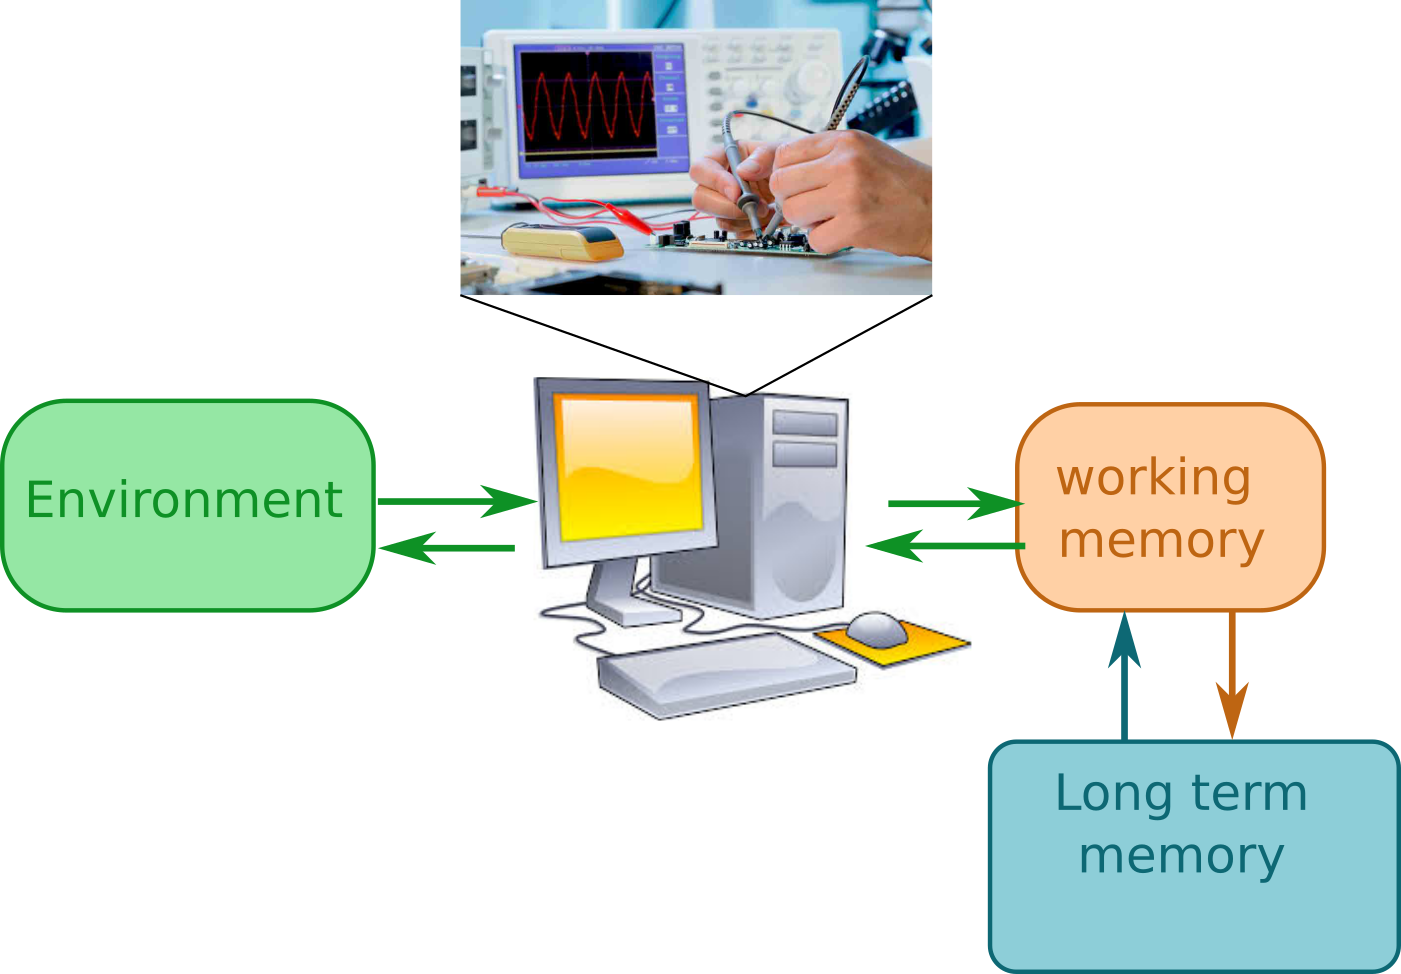 Environment
working
memory
Long term
memory